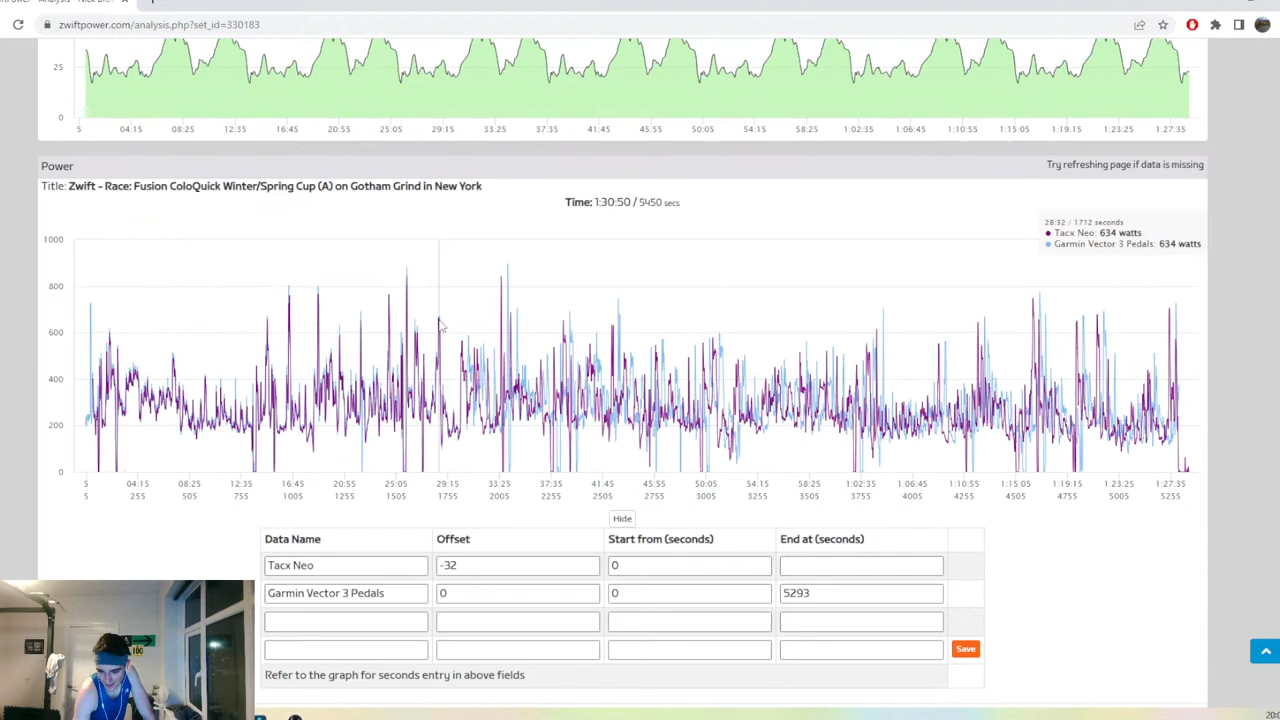 zwiftpower.com/analysis.php?set_id=330183
25
0
5 04:15 08:25 12:35 16:45 20:55 25:05 29:15 33:25 37:35 41:45 45:55 50:05 54:15 58:25 1:02:35 1:06:45 1:10:55 1:15:05 1:19:15 1:23:25 1:27:35
Power
Try refreshing page if data is missing
Title: Zwift - Race: Fusion ColoQuick Winter/Spring Cup (A) on Gotham Grind in New York
Time: 1:30:50 / 5450 secs
28:32 / 1712 seconds
Tacx Neo: 634 watts
Garmin Vector 3 Pedals: 634 watts
1000
800
600
400
200
0
5 04:15 08:25 12:35 16:45 20:55 25:05 29:15 33:25 37:35 41:45 45:55 50:05 54:15 58:25 1:02:35 1:06:45 1:10:55 1:15:05 1:19:15 1:23:25 1:27:35
5 255 505 755 1005 1255 1505 1755 2005 2255 2505 2755 3005 3255 3505 3755 4005 4255 4505 4755 5005 5255
Hide
Data Name Offset Start from (seconds) End at (seconds)
Tacx Neo -32 0
Garmin Vector 3 Pedals 0 0 5293
Save
Refer to the graph for seconds entry in above fields
100